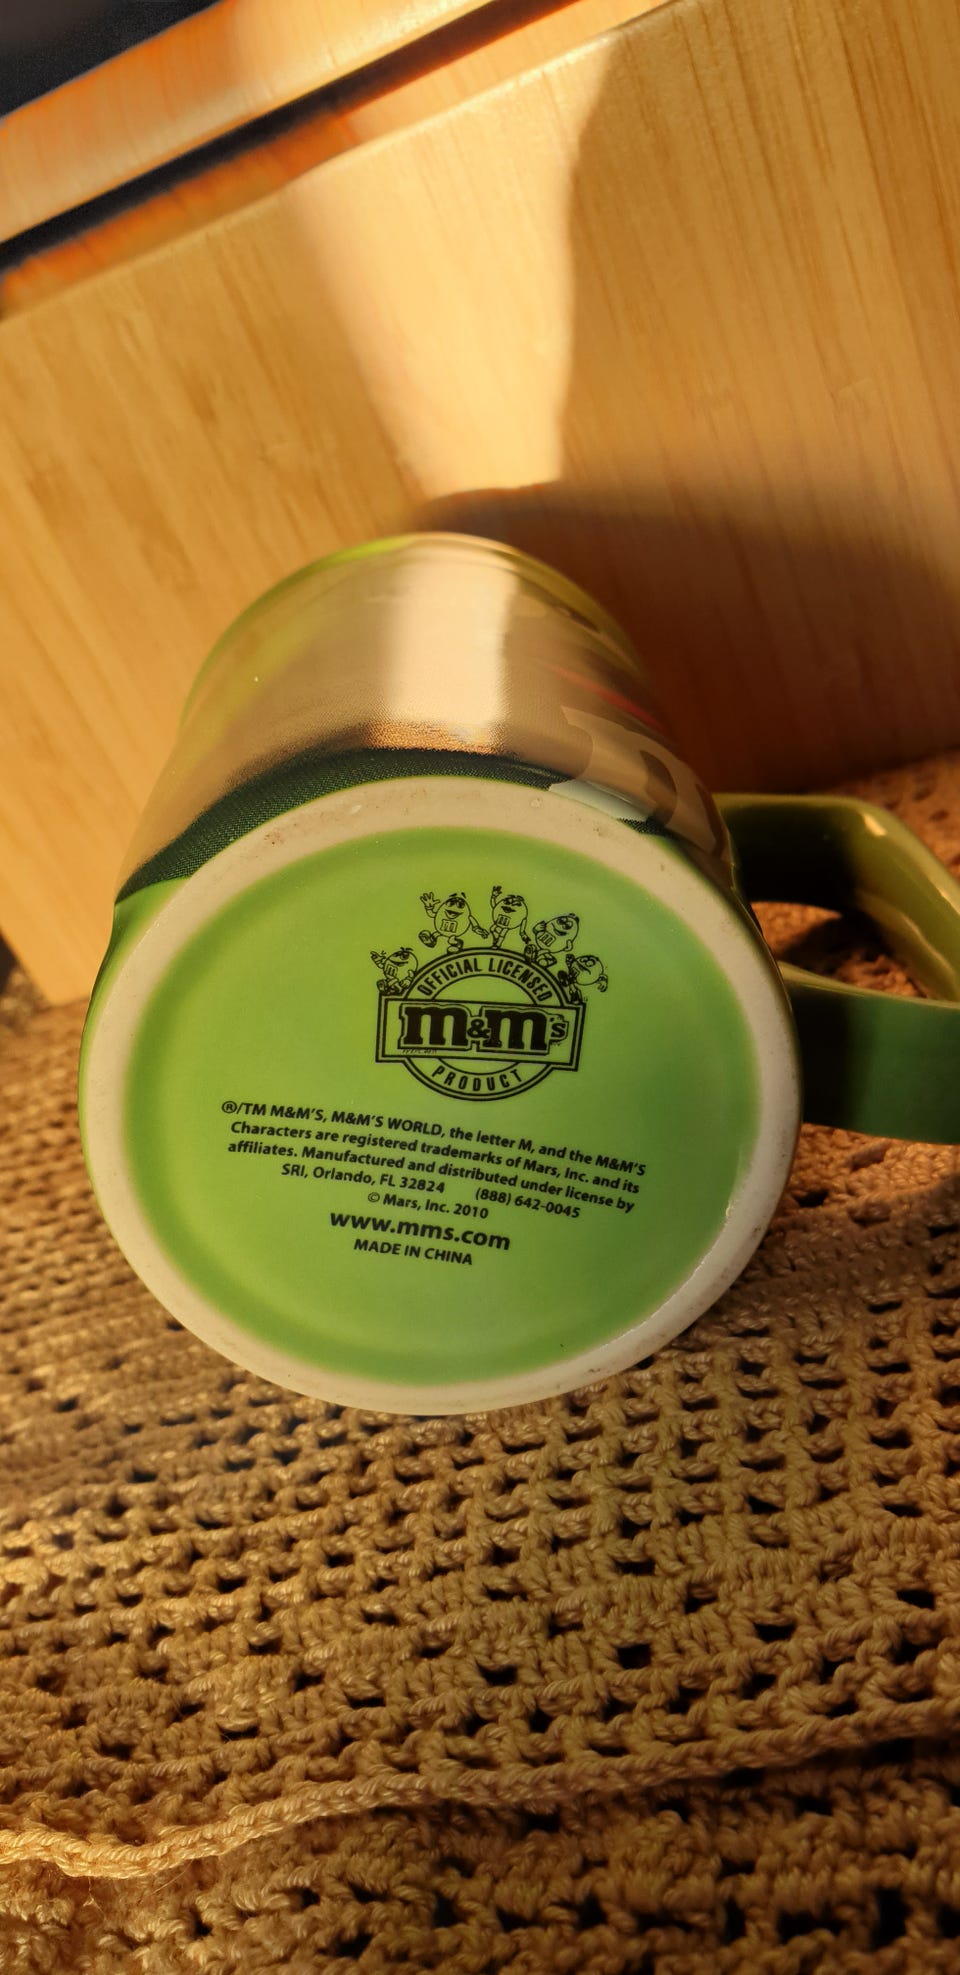 OFFICIAL LICENSED
m&m's
PRODUCT
®/TM M&M'S, M&M'S WORLD, the letter M, and the M&M'S
Characters are registered trademarks of Mars, Inc. and its
affiliates. Manufactured and distributed under license by
SRI, Orlando, FL 32824 (888) 642-0045
© Mars, Inc. 2010
www.mms.com
MADE IN CHINA